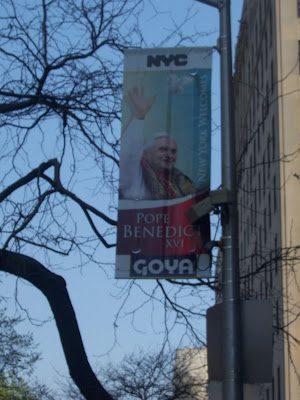 NYC
NEW YORK WELCOMES
POPE
BENEDICT
XVI
GOYA